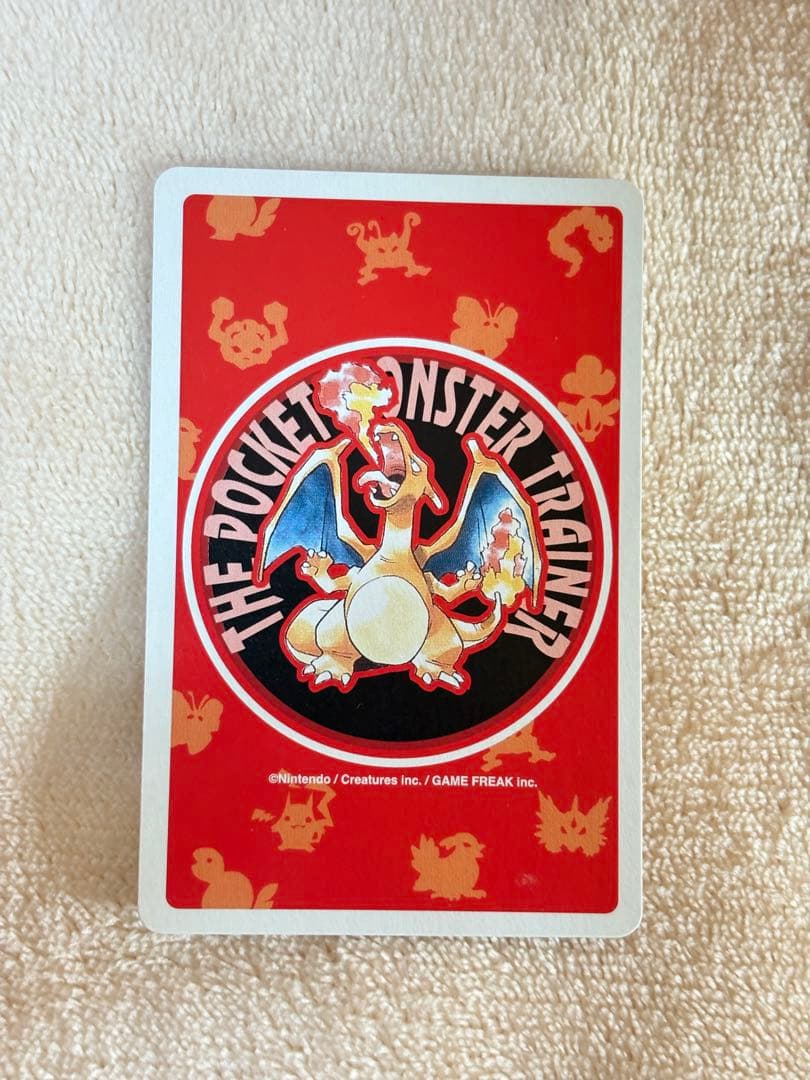 THE POCKET MONSTER TRAINER
©Nintendo / Creatures inc. / GAME FREAK inc.